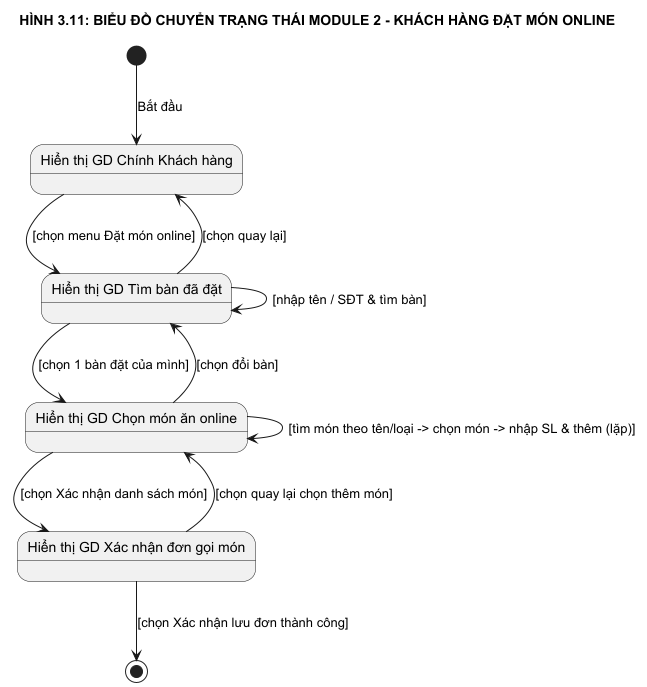 HÌNH 3.11: BIỂU ĐỒ CHUYỂN TRẠNG THÁI MODULE 2 - KHÁCH HÀNG ĐẶT MÓN ONLINE
Bắt đầu
Hiển thị GD Chính Khách hàng
[chọn menu Đặt món online]
[chọn quay lại]
Hiển thị GD Tìm bàn đã đặt
[nhập tên / SĐT & tìm bàn]
[chọn 1 bàn đặt của mình]
[chọn đổi bàn]
Hiển thị GD Chọn món ăn online
[tìm món theo tên/loại -> chọn món -> nhập SL & thêm (lặp)]
[chọn Xác nhận danh sách món]
[chọn quay lại chọn thêm món]
Hiển thị GD Xác nhận đơn gọi món
[chọn Xác nhận lưu đơn thành công]